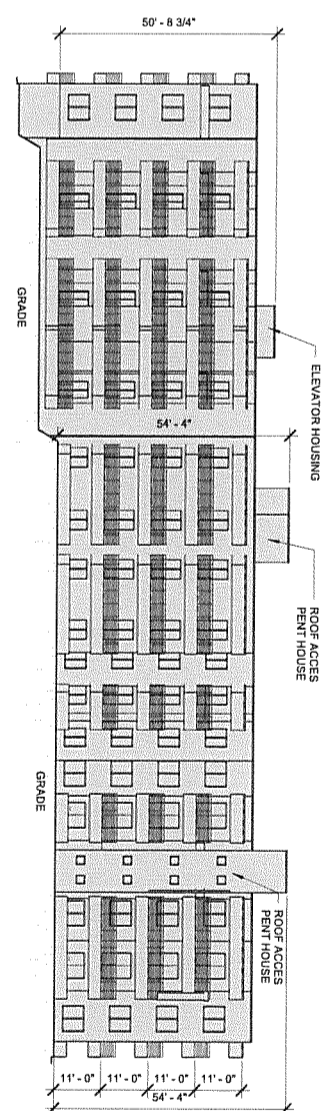 50' - 8 3/4"
GRADE
ELEVATOR HOUSING
54' - 4"
ROOF ACCES
PENT HOUSE
GRADE
ROOF ACCES
PENT HOUSE
11' - 0"
11' - 0"
11' - 0"
11' - 0"
54' - 4"